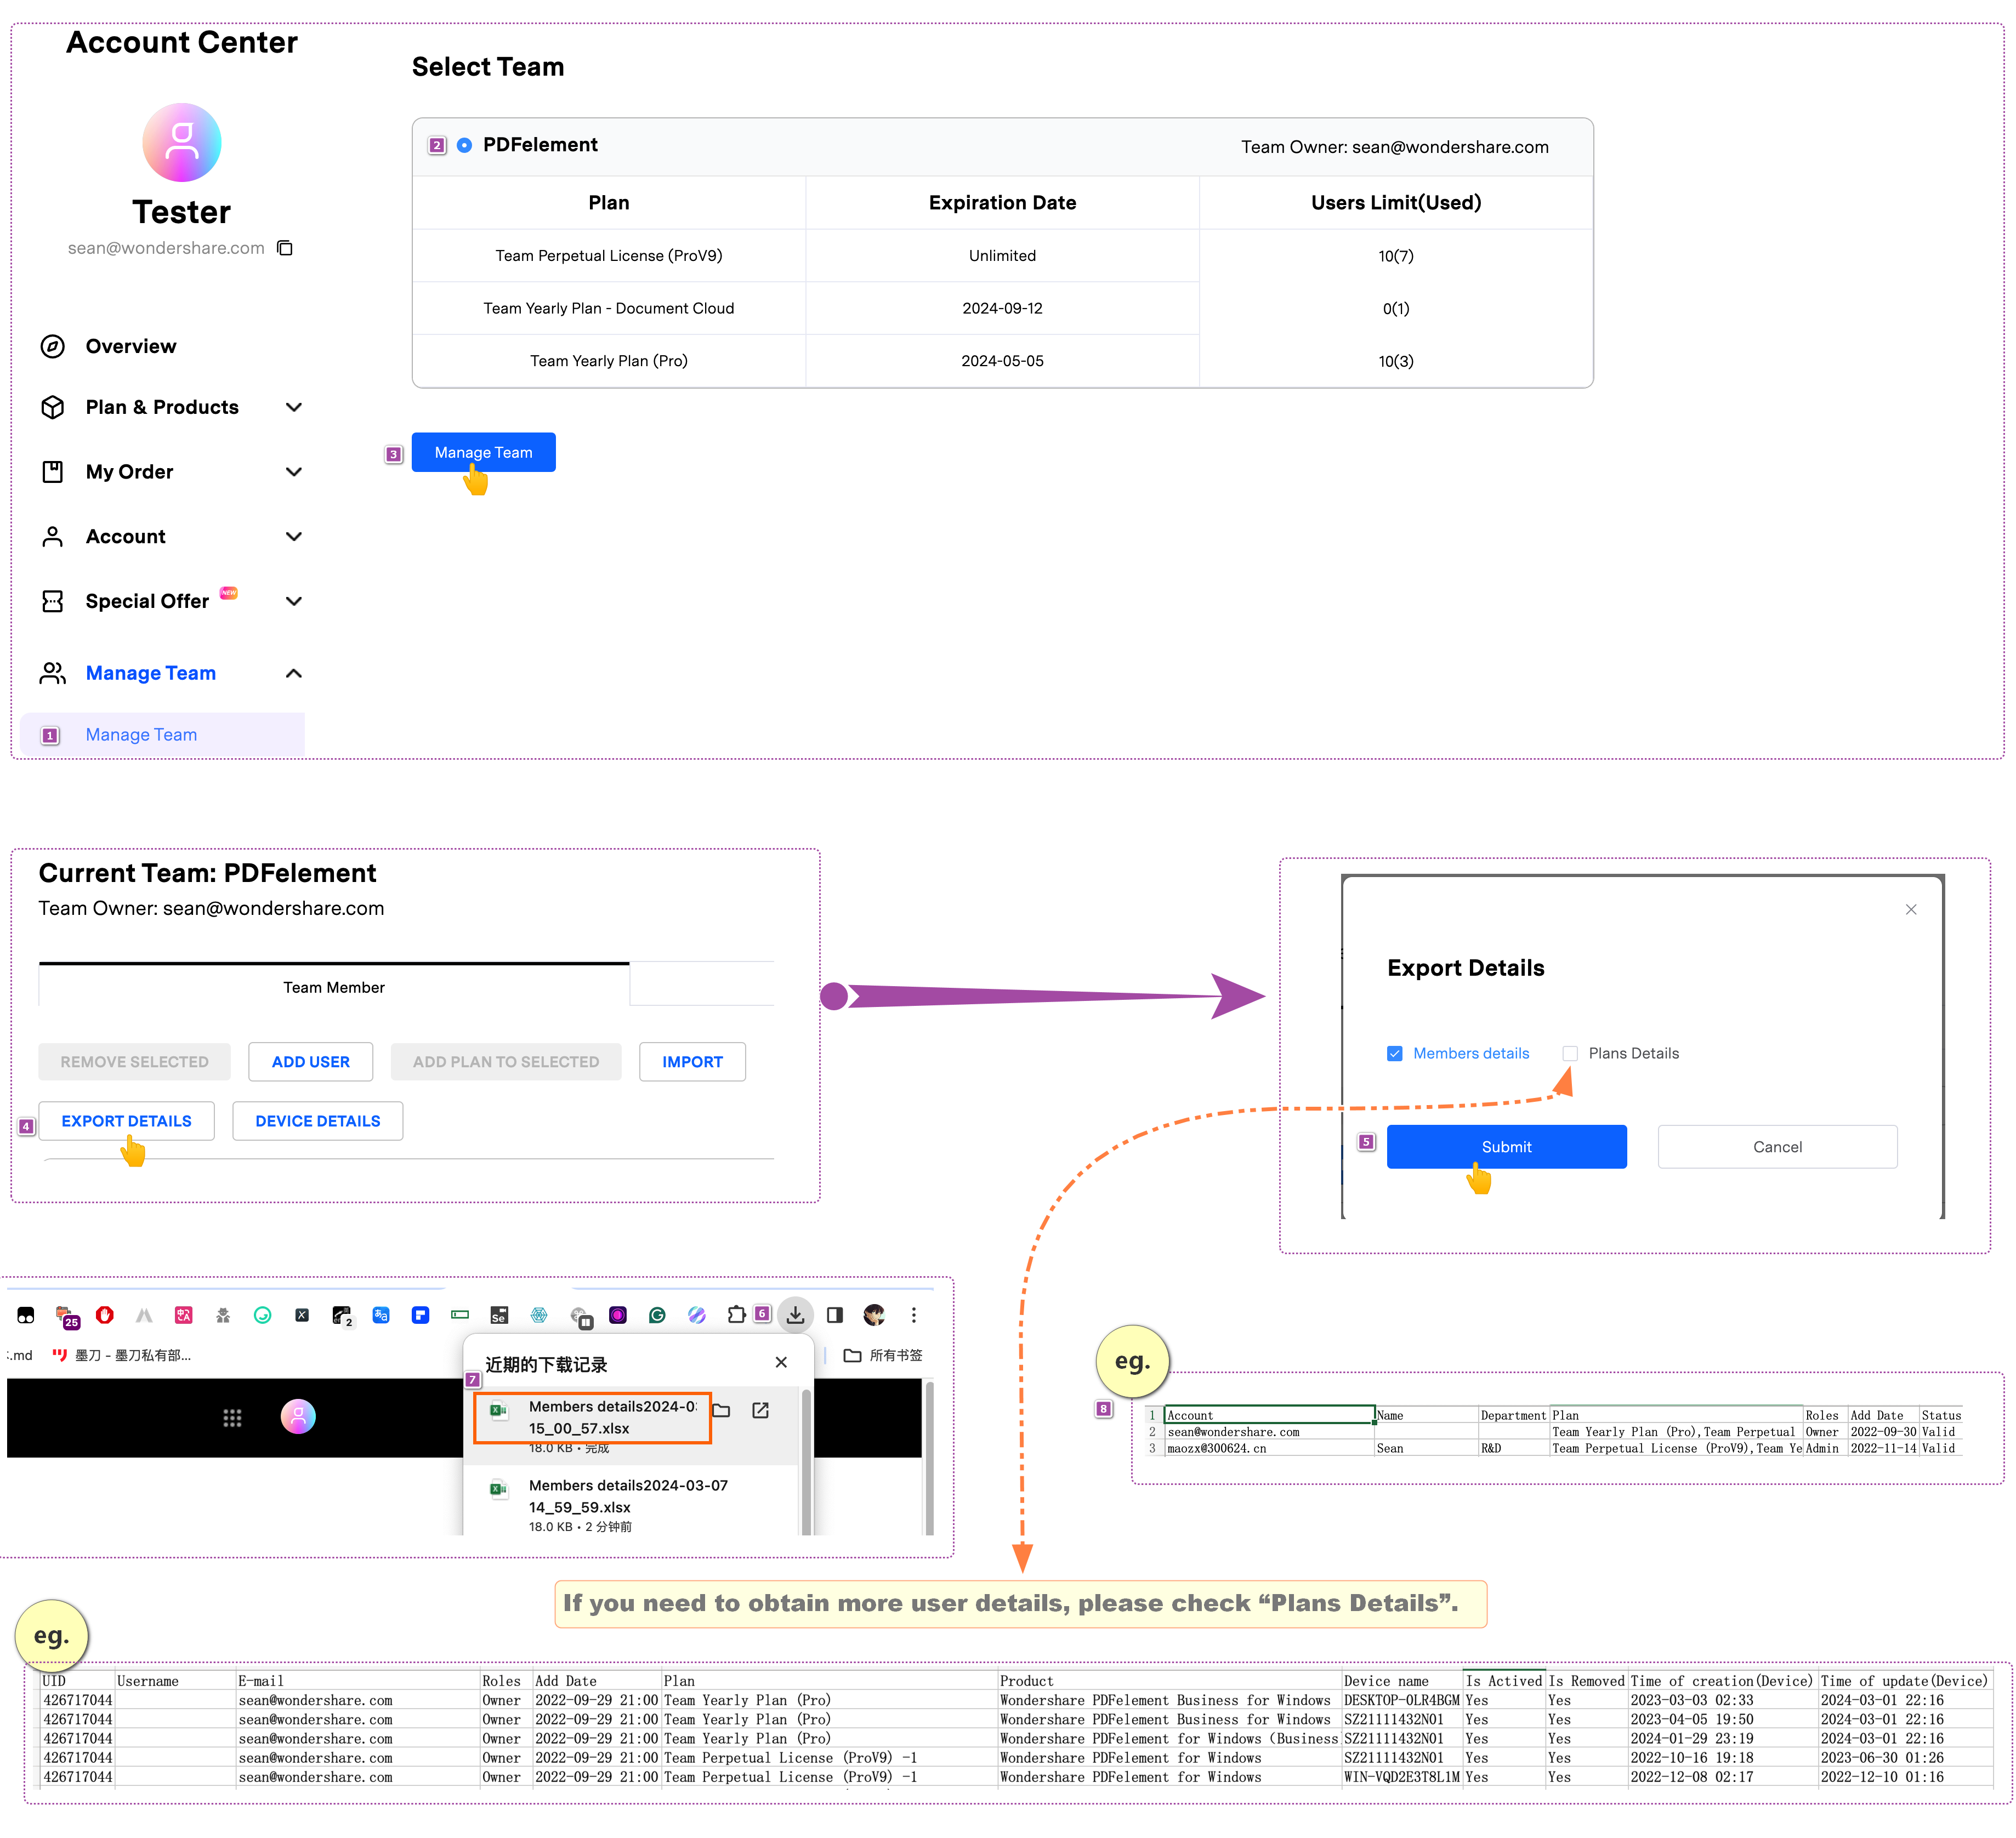 Account Center
Select Team
2
PDFelement
Team Owner: sean@wondershare.com
Plan
Expiration Date
Users Limit(Used)
Team Perpetual License (ProV9)
Unlimited
10(7)
Team Yearly Plan - Document Cloud
2024-09-12
0(1)
Team Yearly Plan (Pro)
2024-05-05
10(3)
3
Manage Team
Tester
sean@wondershare.com
Overview
Plan & Products
My Order
Account
Special Offer NEW
Manage Team
1
Manage Team
Current Team: PDFelement
Team Owner: sean@wondershare.com
Team Member
REMOVE SELECTED
ADD USER
ADD PLAN TO SELECTED
IMPORT
4
EXPORT DETAILS
DEVICE DETAILS
Export Details
Members details
Plans Details
5
Submit
Cancel
25
2
Se
6
.md
墨刀 - 墨刀私有部...
所有书签
近期的下载记录
7
Members details2024-03
15_00_57.xlsx
18.0 KB • 完成
Members details2024-03-07
14_59_59.xlsx
18.0 KB • 2 分钟前
eg.
8
1 Account Name Department Plan Roles Add Date Status
2 sean@wondershare.com Team Yearly Plan (Pro),Team Perpetual Owner 2022-09-30 Valid
3 maozx@300624.cn Sean R&D Team Perpetual License (ProV9),Team Ye Admin 2022-11-14 Valid
If you need to obtain more user details, please check “Plans Details”.
eg.
UID Username E-mail Roles Add Date Plan Product Device name Is Actived Is Removed Time of creation(Device) Time of update(Device)
426717044 sean@wondershare.com Owner 2022-09-29 21:00 Team Yearly Plan (Pro) Wondershare PDFelement Business for Windows DESKTOP-0LR4BGM Yes Yes 2023-03-03 02:33 2024-03-01 22:16
426717044 sean@wondershare.com Owner 2022-09-29 21:00 Team Yearly Plan (Pro) Wondershare PDFelement Business for Windows SZ21111432N01 Yes Yes 2023-04-05 19:50 2024-03-01 22:16
426717044 sean@wondershare.com Owner 2022-09-29 21:00 Team Yearly Plan (Pro) Wondershare PDFelement for Windows (Business SZ21111432N01 Yes Yes 2024-01-29 23:19 2024-03-01 22:16
426717044 sean@wondershare.com Owner 2022-09-29 21:00 Team Perpetual License (ProV9) -1 Wondershare PDFelement for Windows SZ21111432N01 Yes Yes 2022-10-16 19:18 2023-06-30 01:26
426717044 sean@wondershare.com Owner 2022-09-29 21:00 Team Perpetual License (ProV9) -1 Wondershare PDFelement for Windows WIN-VQD2E3T8L1M Yes Yes 2022-12-08 02:17 2022-12-10 01:16